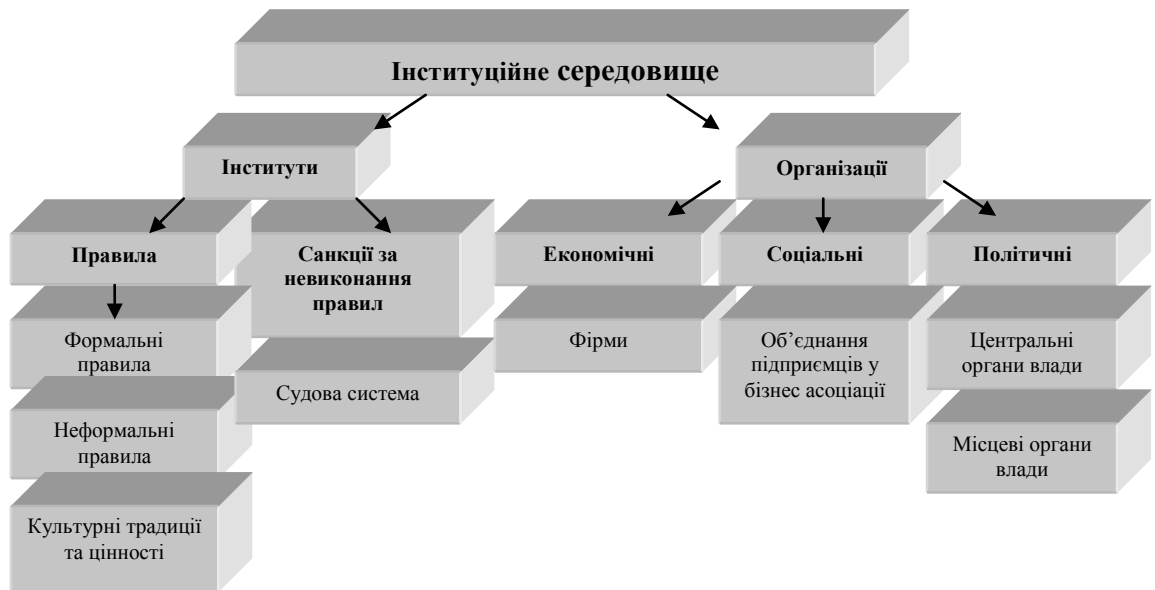 Інституційне середовище
Інститути
Організації
Правила
Санкції за
невиконання
правил
Економічні
Соціальні
Політичні
Формальні
правила
Неформальні
правила
Культурні традиції
та цінності
Судова система
Фірми
Об’єднання
підприємців у
бізнес асоціації
Центральні
органи влади
Місцеві органи
влади